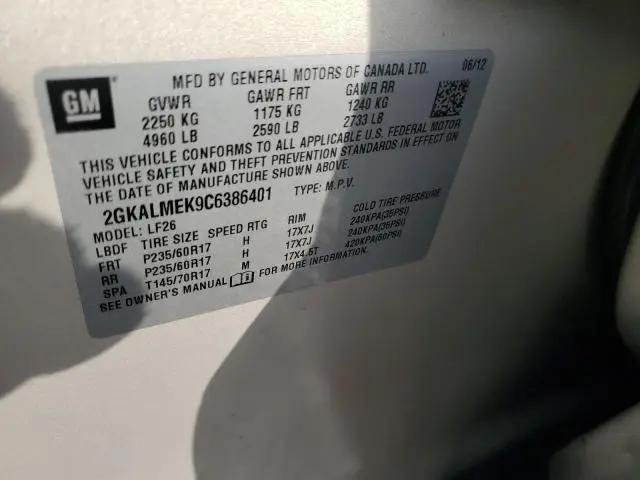 GM
MFD BY GENERAL MOTORS OF CANADA LTD. 06/12
GVWR GAWR FRT GAWR RR
2250 KG 1175 KG 1240 KG
4960 LB 2590 LB 2733 LB
THIS VEHICLE CONFORMS TO ALL APPLICABLE U.S. FEDERAL MOTOR
VEHICLE SAFETY AND THEFT PREVENTION STANDARDS IN EFFECT ON
THE DATE OF MANUFACTURE SHOWN ABOVE.
2GKALMEK9C6386401 TYPE: M.P.V.
MODEL: LF26
LBDF TIRE SIZE SPEED RTG RIM COLD TIRE PRESSURE
FRT P235/60R17 H 17X7J 240KPA(35PSI)
RR P235/60R17 H 17X7J 240KPA(35PSI)
SPA T145/70R17 M 17X4.5T 420KPA(60PSI)
SEE OWNER'S MANUAL FOR MORE INFORMATION.